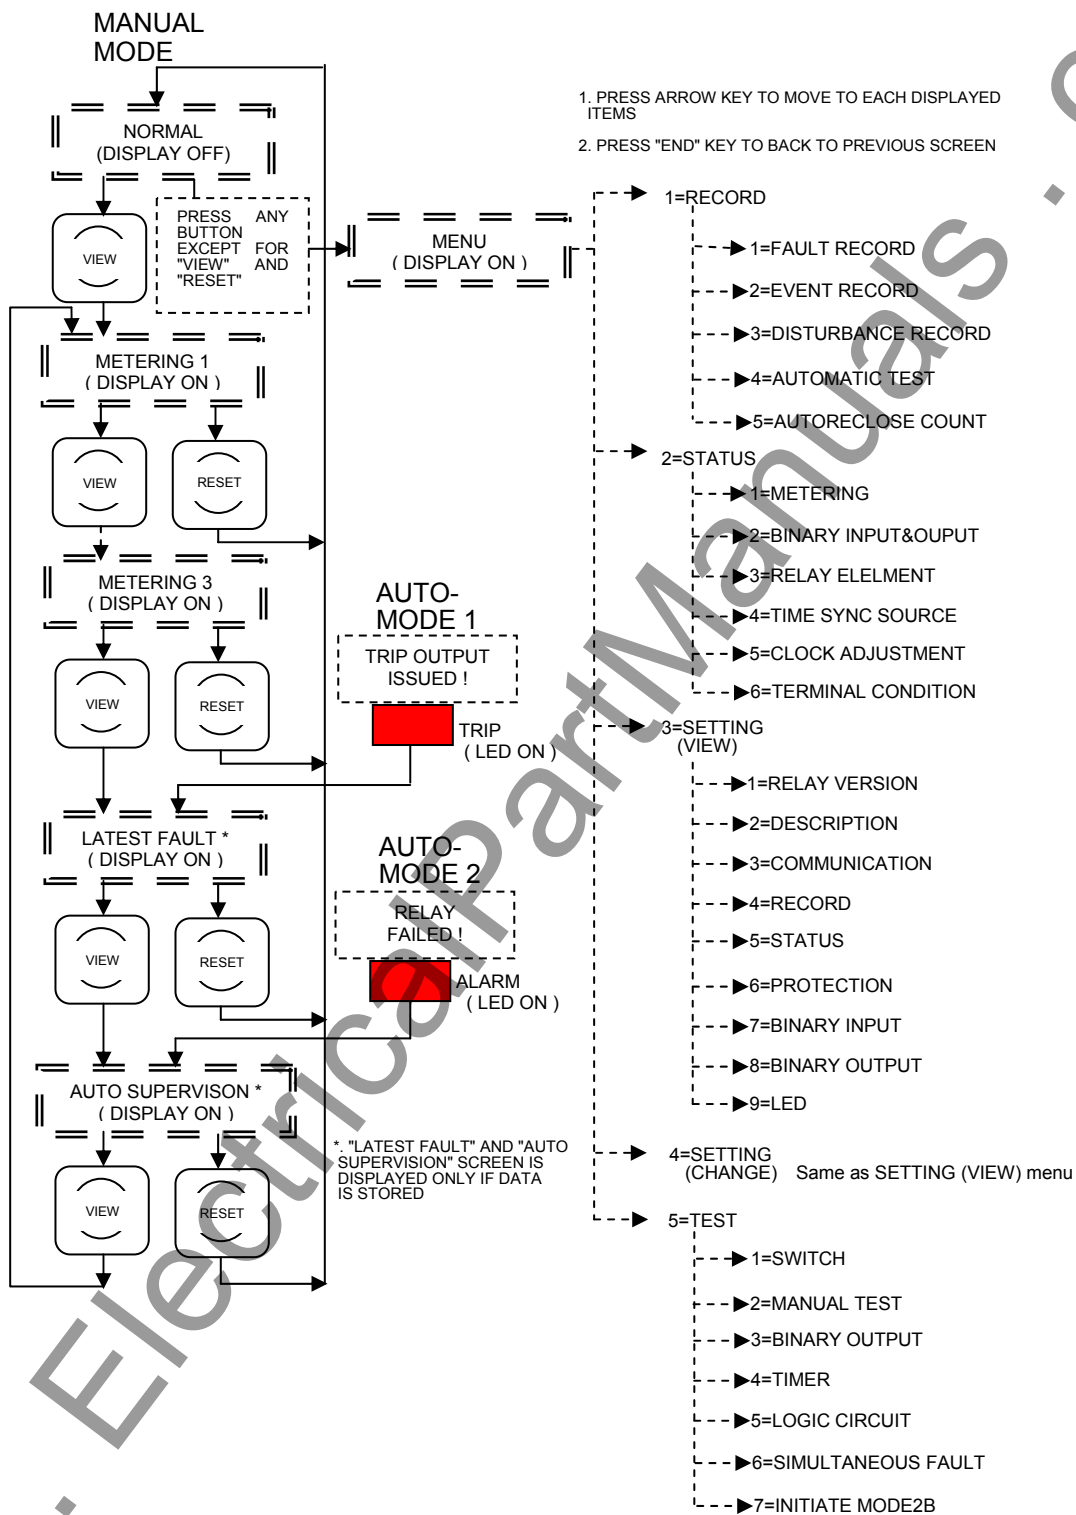 MANUAL
MODE
NORMAL
(DISPLAY OFF)
VIEW
PRESS ANY
BUTTON
EXCEPT FOR
"VIEW" AND
"RESET"
MENU
( DISPLAY ON )
METERING 1
( DISPLAY ON )
VIEW
RESET
METERING 3
( DISPLAY ON )
VIEW
RESET
AUTO-
MODE 1
TRIP OUTPUT
ISSUED !
TRIP
( LED ON )
LATEST FAULT *
( DISPLAY ON )
VIEW
RESET
AUTO-
MODE 2
RELAY
FAILED !
ALARM
( LED ON )
AUTO SUPERVISON *
( DISPLAY ON )
VIEW
RESET
*. "LATEST FAULT" AND "AUTO
SUPERVISION" SCREEN IS
DISPLAYED ONLY IF DATA
IS STORED
1. PRESS ARROW KEY TO MOVE TO EACH DISPLAYED
ITEMS
2. PRESS "END" KEY TO BACK TO PREVIOUS SCREEN
1=RECORD
1=FAULT RECORD
2=EVENT RECORD
3=DISTURBANCE RECORD
4=AUTOMATIC TEST
5=AUTORECLOSE COUNT
2=STATUS
1=METERING
2=BINARY INPUT&OUPUT
3=RELAY ELELMENT
4=TIME SYNC SOURCE
5=CLOCK ADJUSTMENT
6=TERMINAL CONDITION
3=SETTING
(VIEW)
1=RELAY VERSION
2=DESCRIPTION
3=COMMUNICATION
4=RECORD
5=STATUS
6=PROTECTION
7=BINARY INPUT
8=BINARY OUTPUT
9=LED
4=SETTING
(CHANGE) Same as SETTING (VIEW) menu
5=TEST
1=SWITCH
2=MANUAL TEST
3=BINARY OUTPUT
4=TIMER
5=LOGIC CIRCUIT
6=SIMULTANEOUS FAULT
7=INITIATE MODE2B
. ElectricalPartManuals .